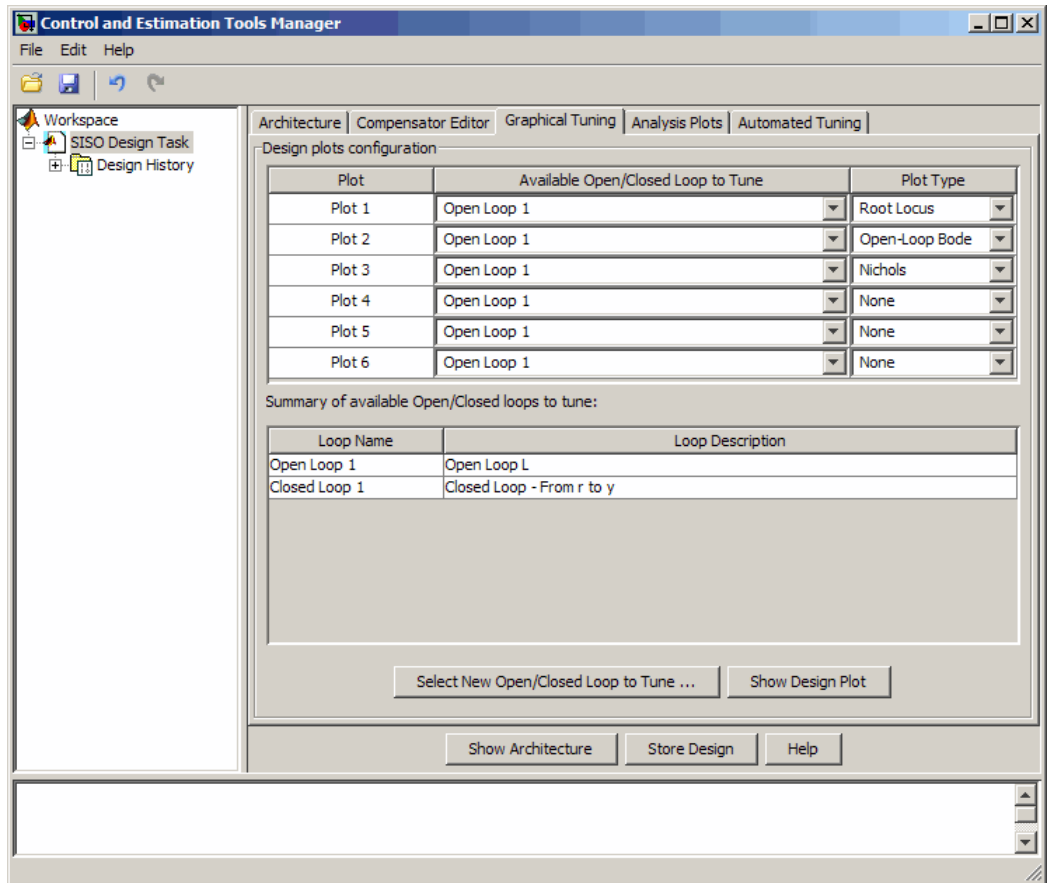 Control and Estimation Tools Manager
File Edit Help
Workspace
SISO Design Task
Design History
Architecture Compensator Editor Graphical Tuning Analysis Plots Automated Tuning
Design plots configuration
Plot Available Open/Closed Loop to Tune Plot Type
Plot 1 Open Loop 1 Root Locus
Plot 2 Open Loop 1 Open-Loop Bode
Plot 3 Open Loop 1 Nichols
Plot 4 Open Loop 1 None
Plot 5 Open Loop 1 None
Plot 6 Open Loop 1 None
Summary of available Open/Closed loops to tune:
Loop Name Loop Description
Open Loop 1 Open Loop L
Closed Loop 1 Closed Loop - From r to y
Select New Open/Closed Loop to Tune ... Show Design Plot
Show Architecture Store Design Help